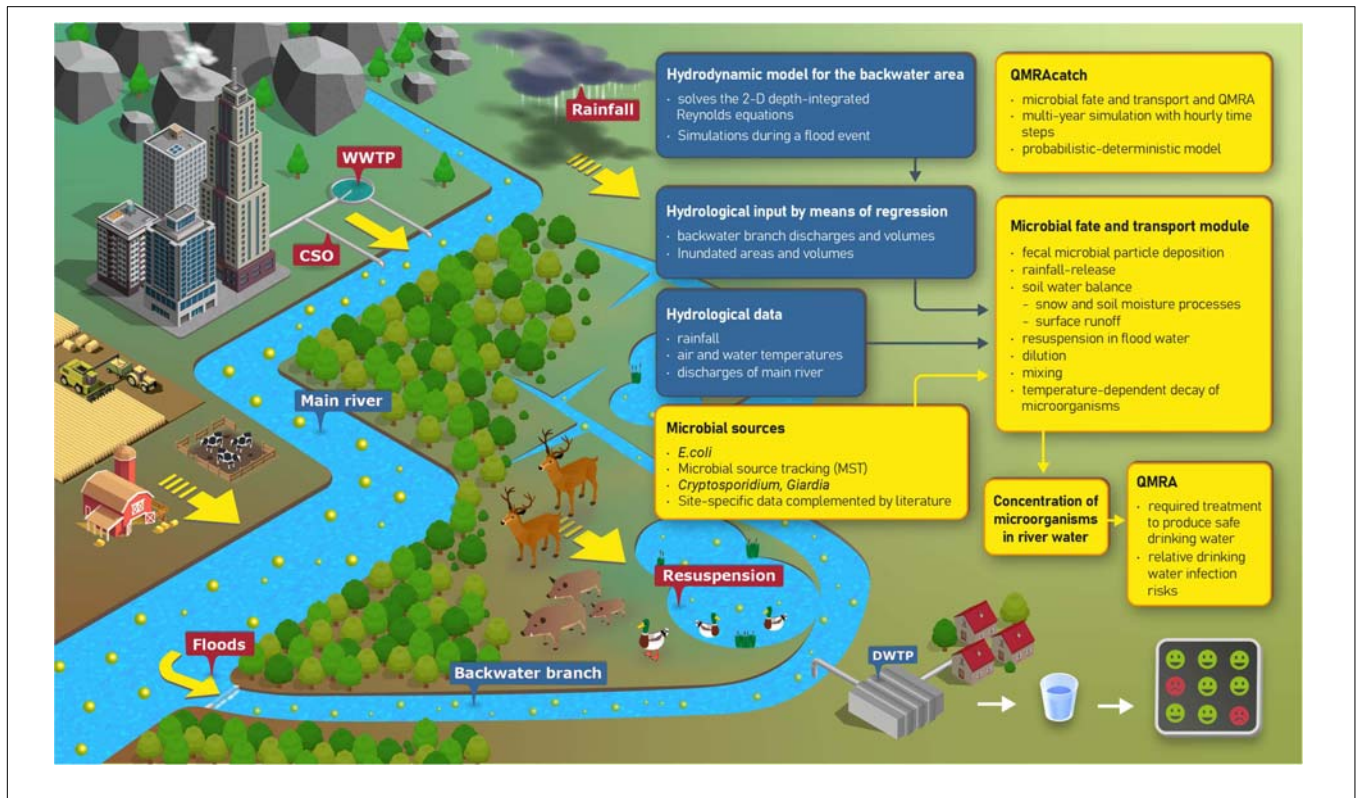 Rainfall
WWTP
CSO
Main river
Floods
Backwater branch
Resuspension
DWTP
Hydrodynamic model for the backwater area
· solves the 2-D depth-integrated
Reynolds equations
· Simulations during a flood event
Hydrological input by means of regression
· backwater branch discharges and volumes
· Inundated areas and volumes
Hydrological data
· rainfall
· air and water temperatures
· discharges of main river
Microbial sources
· E.coli
· Microbial source tracking (MST)
· Cryptosporidium, Giardia
· Site-specific data complemented by literature
QMRAcatch
· microbial fate and transport and QMRA
· multi-year simulation with hourly time
steps
· probabilistic-deterministic model
Microbial fate and transport module
· fecal microbial particle deposition
· rainfall-release
· soil water balance
- snow and soil moisture processes
- surface runoff
· resuspension in flood water
· dilution
· mixing
· temperature-dependent decay of
microorganisms
Concentration of
microorganisms
in river water
QMRA
· required treatment
to produce safe
drinking water
· relative drinking
water infection
risks